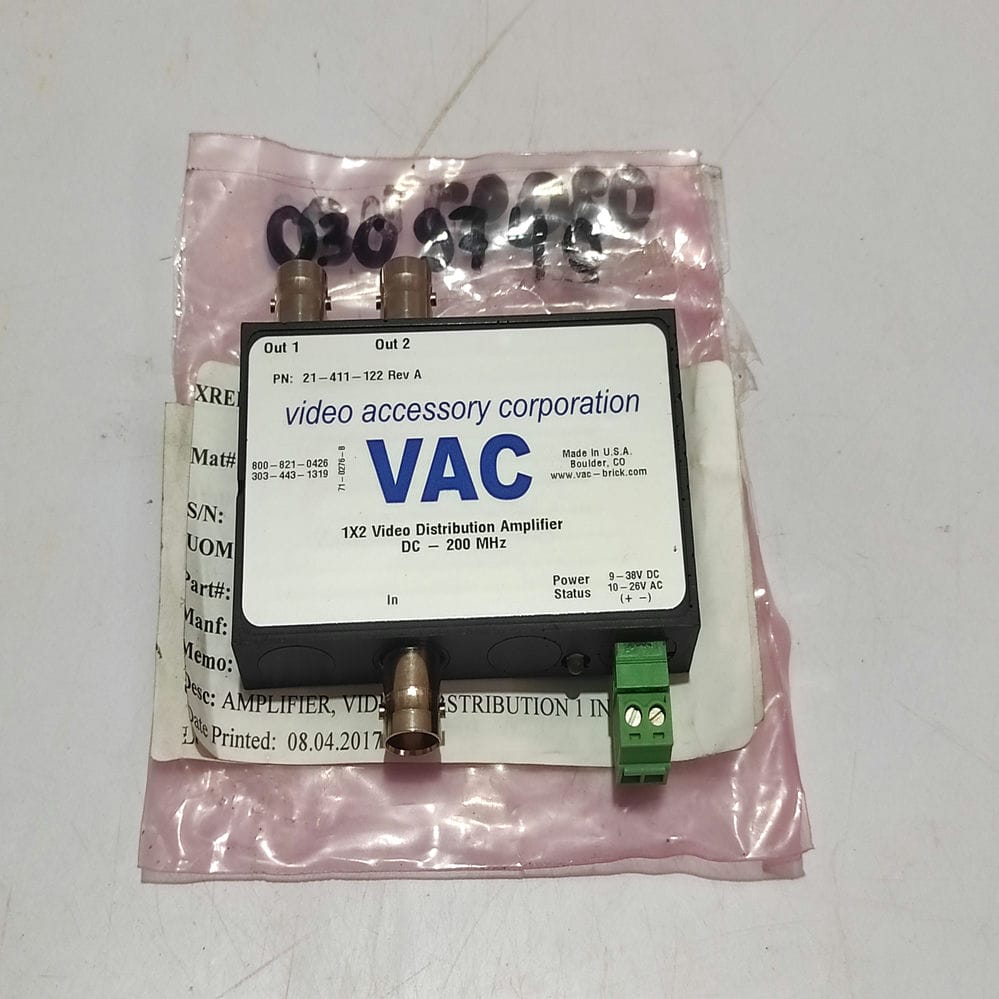 Out 1
Out 2
PN: 21-411-122 Rev A
video accessory corporation
VAC
800-821-0426
303-443-1319
71-0276-B
Made In U.S.A.
Boulder, CO
www.vac-brick.com
1X2 Video Distribution Amplifier
DC - 200 MHz
In
Power
Status
9-38V DC
10-26V AC
(+ -)
Mat#
S/N:
UOM
Part#:
Manf:
Memo:
Desc: AMPLIFIER, 1 IN
Date Printed: 08.04.2017